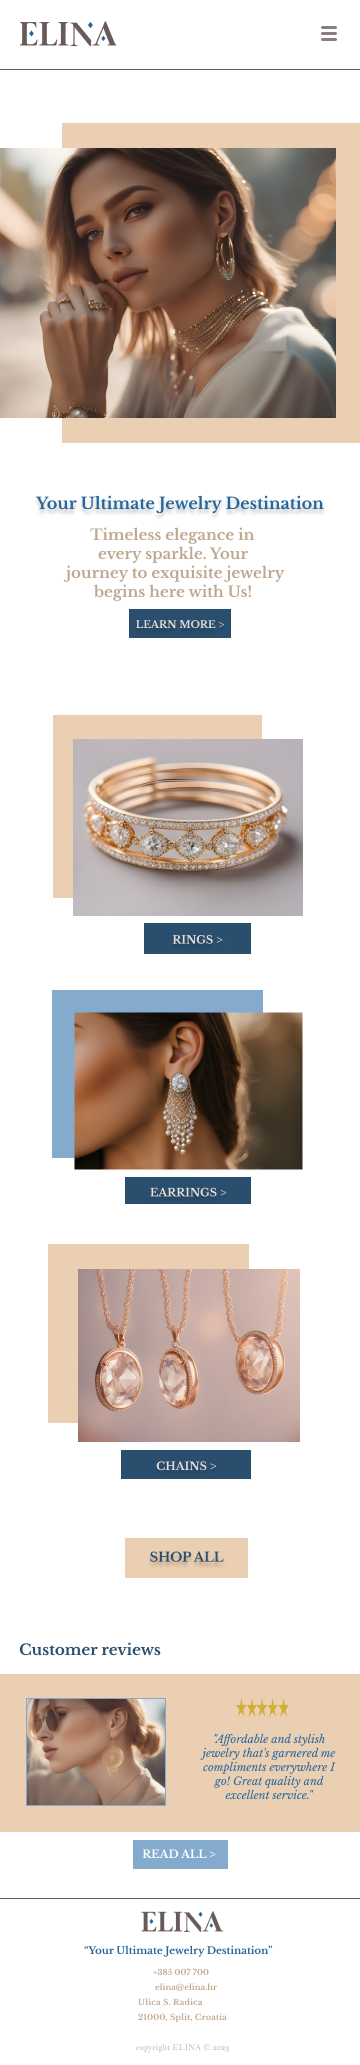 ELINA
Your Ultimate Jewelry Destination
Timeless elegance in
every sparkle. Your
journey to exquisite jewelry
begins here with Us!
LEARN MORE >
RINGS >
EARRINGS >
CHAINS >
SHOP ALL
Customer reviews
"Affordable and stylish
jewelry that's garnered me
compliments everywhere I
go! Great quality and
excellent service."
READ ALL >
ELINA
“Your Ultimate Jewelry Destination”
+385 007 700
elina@elina.hr
Ulica S. Radica
21000, Split, Croatia
copyright ELINA © 2023